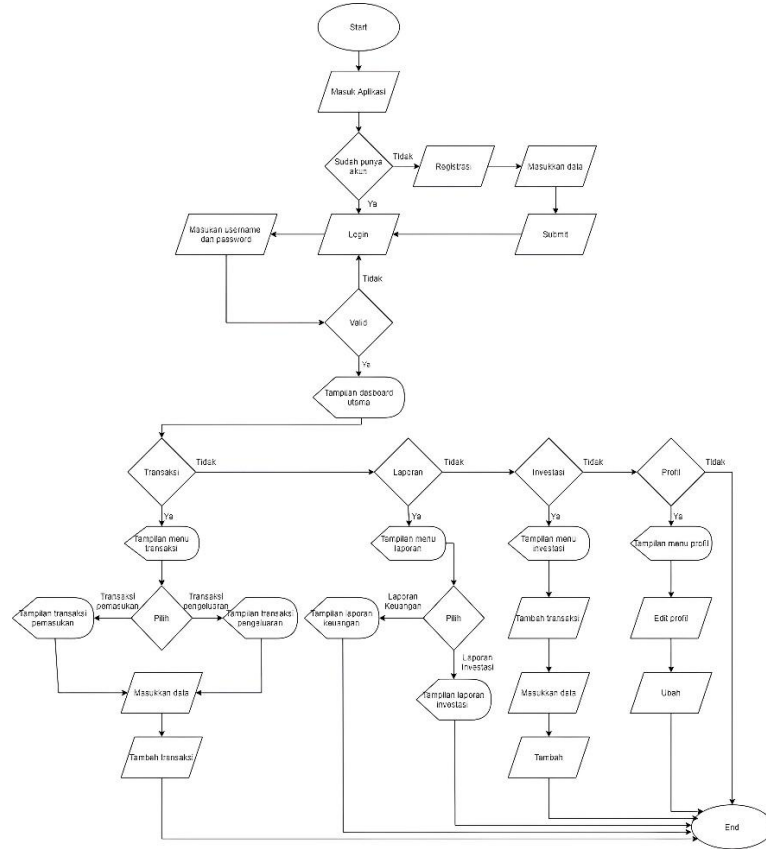 Start
Masuk Aplikasi
Sudah punya
akun
Tidak
Registrasi
Masukkan data
Ya
Masukan username
dan password
Login
Submit
Tidak
Valid
Ya
Tampilan dasboard
utama
Transaksi
Tidak
Laporan
Tidak
Investasi
Tidak
Profil
Tidak
Ya
Ya
Ya
Ya
Tampilan menu
transaksi
Tampilan menu
laporan
Tampilan menu
investasi
Tampilan menu profil
Transaksi
pemasukan
Transaksi
pengeluaran
Laporan
Keuangan
Tampilan transaksi
pemasukan
Pilih
Tampilan transaksi
pengeluaran
Tampilan laporan
keuangan
Pilih
Tambah transaksi
Edit profil
Laporan
Investasi
Masukkan data
Tampilan laporan
investasi
Masukkan data
Ubah
Tambah transaksi
Tambah
End